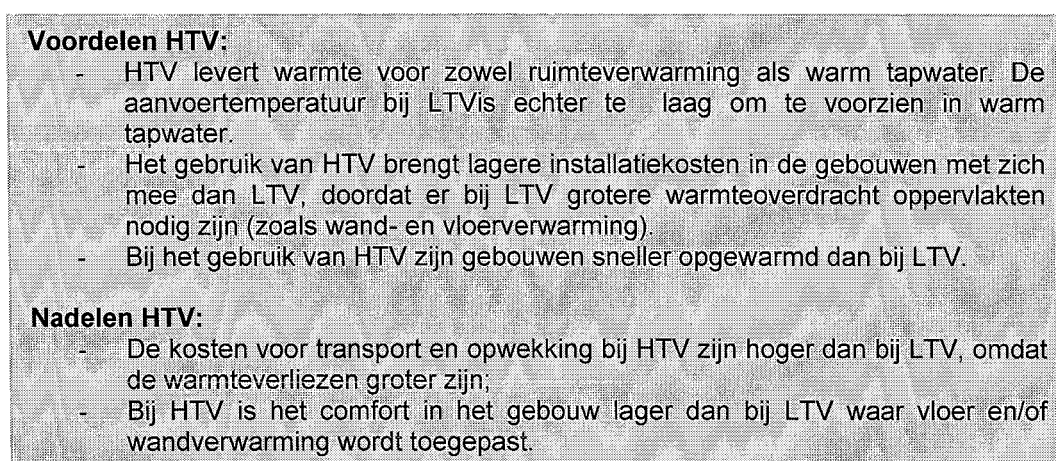 Voordelen HTV:
- HTV levert warmte voor zowel ruimteverwarming als warm tapwater. De
aanvoertemperatuur bij LTVis echter te laag om te voorzien in warm
tapwater.
- Het gebruik van HTV brengt lagere installatiekosten in de gebouwen met zich
mee dan LTV, doordat er bij LTV grotere warmteoverdracht oppervlakten
nodig zijn (zoals wand- en vloerverwarming).
- Bij het gebruik van HTV zijn gebouwen sneller opgewarmd dan bij LTV.
Nadelen HTV:
- De kosten voor transport en opwekking bij HTV zijn hoger dan bij LTV, omdat
de warmteverliezen groter zijn;
- Bij HTV is het comfort in het gebouw lager dan bij LTV waar vloer en/of
wandverwarming wordt toegepast.